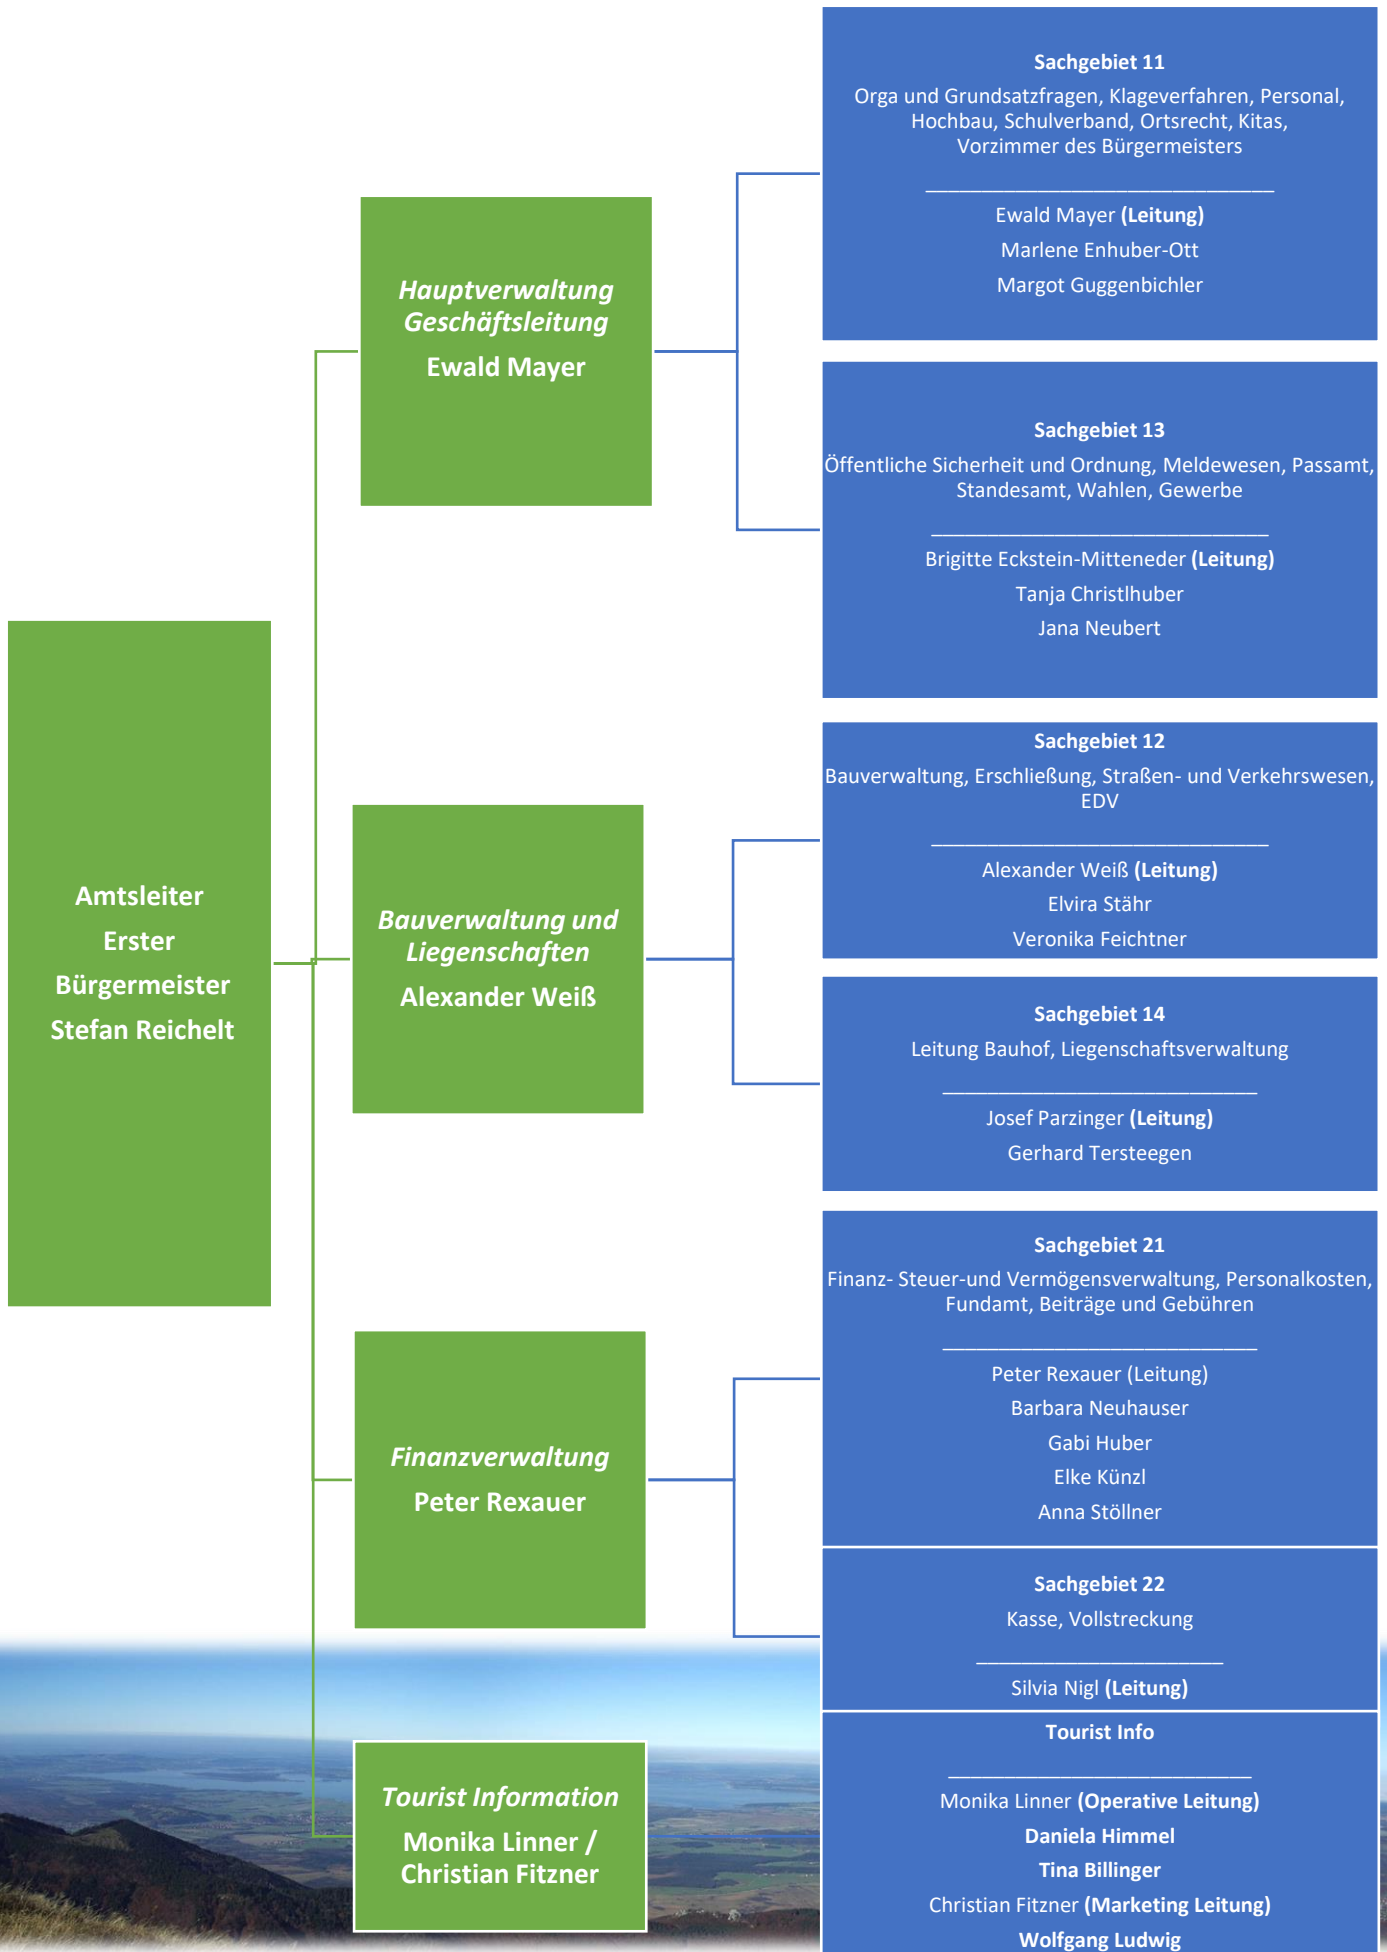 Amtsleiter
Erster
Bürgermeister
Stefan Reichelt
Hauptverwaltung
Geschäftsleitung
Ewald Mayer
Sachgebiet 11
Orga und Grundsatzfragen, Klageverfahren, Personal,
Hochbau, Schulverband, Ortsrecht, Kitas,
Vorzimmer des Bürgermeisters
Ewald Mayer (Leitung)
Marlene Enhuber-Ott
Margot Guggenbichler
Sachgebiet 13
Öffentliche Sicherheit und Ordnung, Meldewesen, Passamt,
Standesamt, Wahlen, Gewerbe
Brigitte Eckstein-Mitteneder (Leitung)
Tanja Christlhuber
Jana Neubert
Bauverwaltung und
Liegenschaften
Alexander Weiß
Sachgebiet 12
Bauverwaltung, Erschließung, Straßen- und Verkehrswesen,
EDV
Alexander Weiß (Leitung)
Elvira Stähr
Veronika Feichtner
Sachgebiet 14
Leitung Bauhof, Liegenschaftsverwaltung
Josef Parzinger (Leitung)
Gerhard Tersteegen
Finanzverwaltung
Peter Rexauer
Sachgebiet 21
Finanz- Steuer-und Vermögensverwaltung, Personalkosten,
Fundamt, Beiträge und Gebühren
Peter Rexauer (Leitung)
Barbara Neuhauser
Gabi Huber
Elke Künzl
Anna Stöllner
Sachgebiet 22
Kasse, Vollstreckung
Silvia Nigl (Leitung)
Tourist Information
Monika Linner /
Christian Fitzner
Tourist Info
Monika Linner (Operative Leitung)
Daniela Himmel
Tina Billinger
Christian Fitzner (Marketing Leitung)
Wolfgang Ludwig